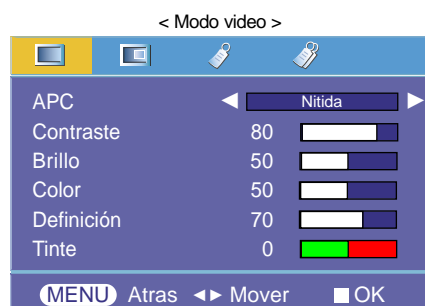 < Modo video >
APC ◀ Nitida ▶
Contraste 80
Brillo 50
Color 50
Definición 70
Tinte 0
MENU Atras ◄► Mover ■OK